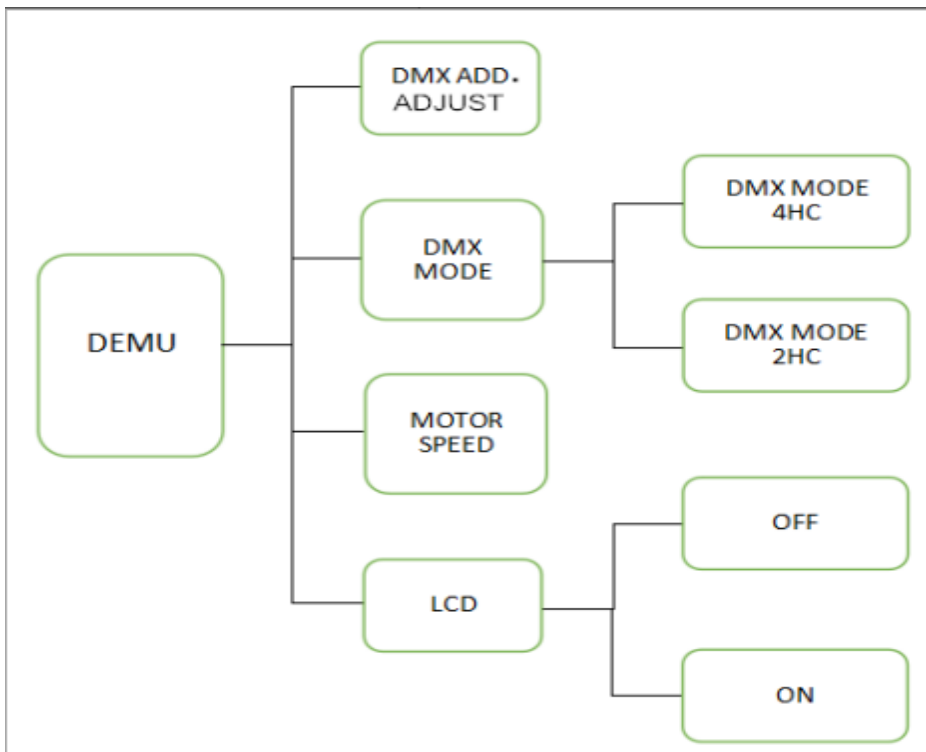 DMX ADD.
ADJUST
DMX MODE
4HC
DMX
MODE
DEMU
DMX MODE
2HC
MOTOR
SPEED
OFF
LCD
ON